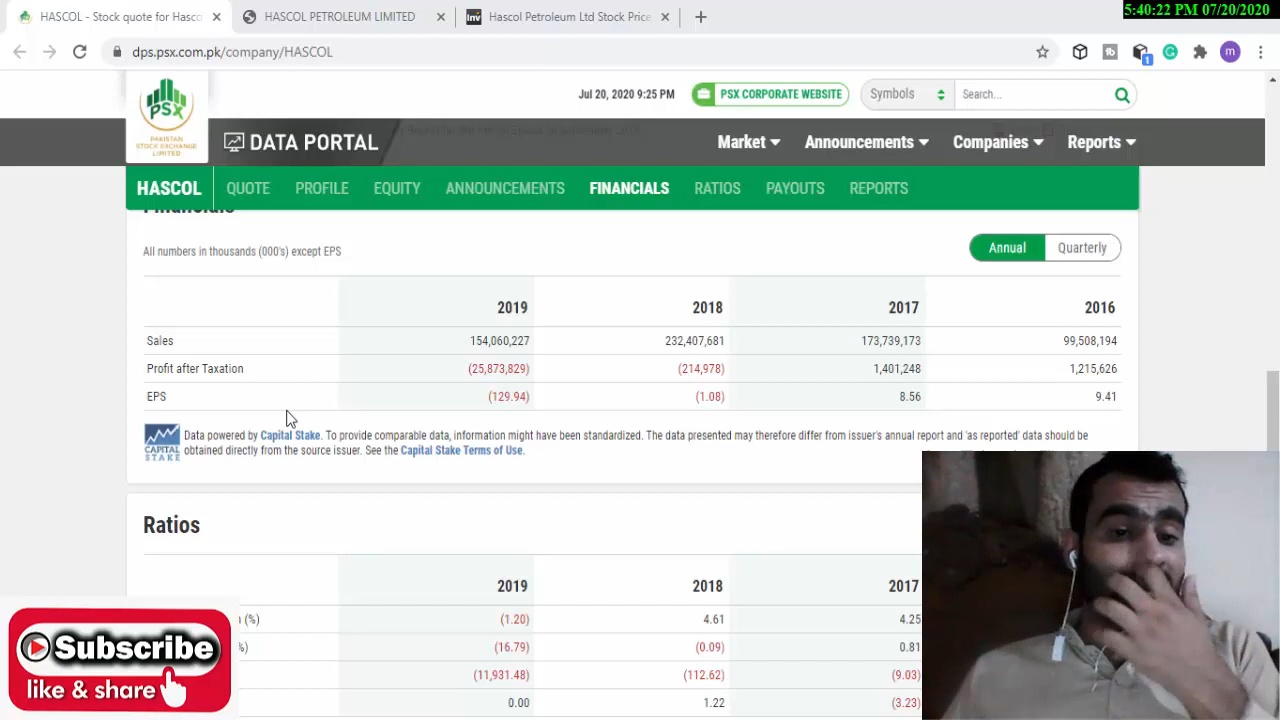 5:40:22 PM 07/20/2020
HASCOL - Stock quote for Hasco
HASCOL PETROLEUM LIMITED
Hascol Petroleum Ltd Stock Price
dps.psx.com.pk/company/HASCOL
PSX
PAKISTAN
STOCK EXCHANGE
LIMITED
Jul 20, 2020 9:25 PM
PSX CORPORATE WEBSITE
Symbols
Search...
DATA PORTAL
Market
Announcements
Companies
Reports
HASCOL QUOTE PROFILE EQUITY ANNOUNCEMENTS FINANCIALS RATIOS PAYOUTS REPORTS
Financials
All numbers in thousands (000's) except EPS
Annual Quarterly
2019 2018 2017 2016
Sales 154,060,227 232,407,681 173,739,173 99,508,194
Profit after Taxation (25,873,829) (214,978) 1,401,248 1,215,626
EPS (129.94) (1.08) 8.56 9.41
CAPITAL
STAKE
Data powered by Capital Stake. To provide comparable data, information might have been standardized. The data presented may therefore differ from issuer's annual report and 'as reported' data should be
obtained directly from the source issuer. See the Capital Stake Terms of Use.
Ratios
2019 2018 2017
(%) (1.20) 4.61 4.25
%) (16.79) (0.09) 0.81
(11,931.48) (112.62) (9.03)
0.00 1.22 (3.23)
Subscribe
like & share